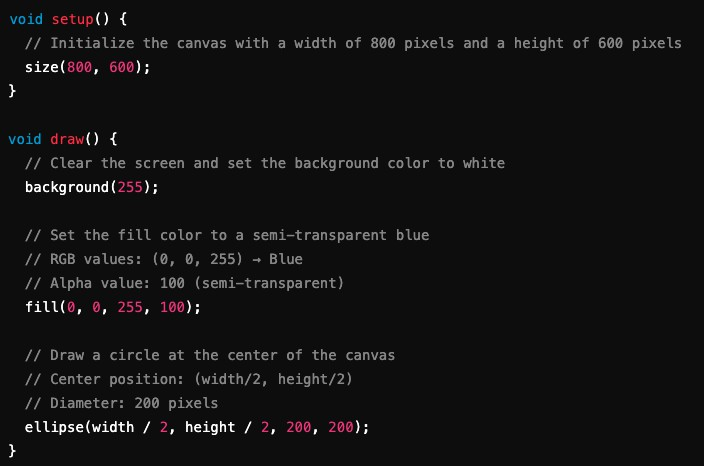 void setup() {
  // Initialize the canvas with a width of 800 pixels and a height of 600 pixels
  size(800, 600);
}

void draw() {
  // Clear the screen and set the background color to white
  background(255);

  // Set the fill color to a semi-transparent blue
  // RGB values: (0, 0, 255) → Blue
  // Alpha value: 100 (semi-transparent)
  fill(0, 0, 255, 100);

  // Draw a circle at the center of the canvas
  // Center position: (width/2, height/2)
  // Diameter: 200 pixels
  ellipse(width / 2, height / 2, 200, 200);
}